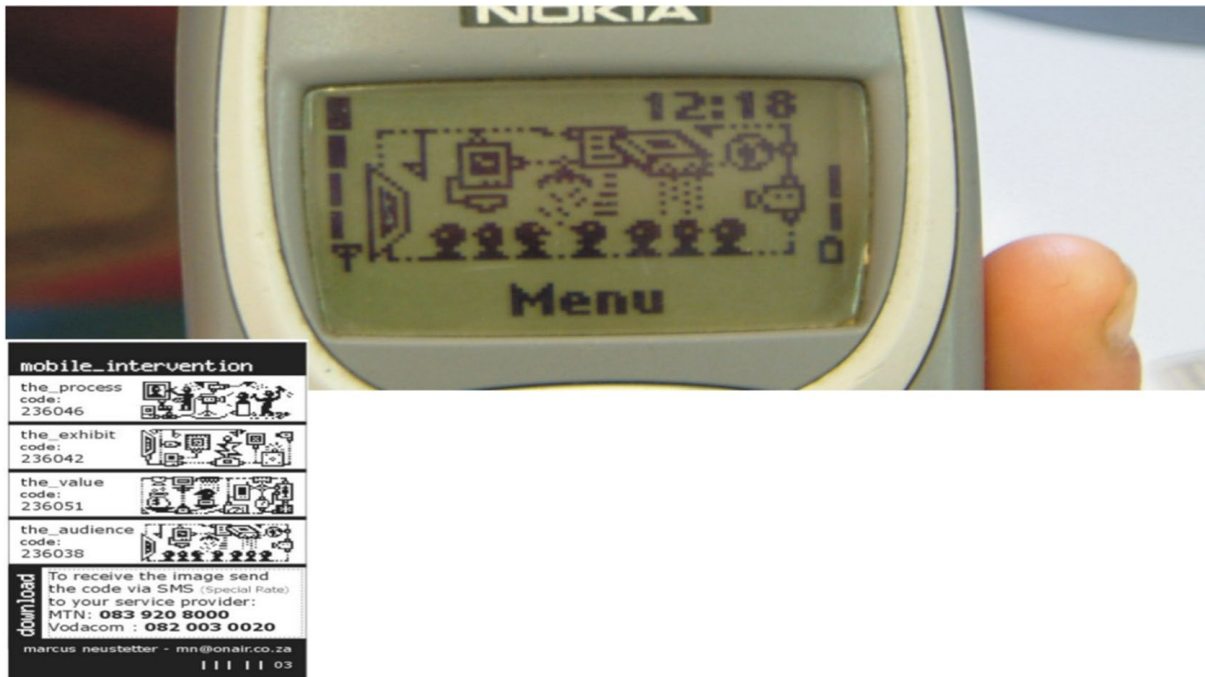 NOKIA
12:18
Menu
mobile_intervention
the_process
code:
236046
the_exhibit
code:
236042
the_value
code:
236051
the_audience
code:
236038
download
To receive the image send
the code via SMS (Special Rate)
to your service provider:
MTN: 083 920 8000
Vodacom : 082 003 0020
marcus neustetter - mn@onair.co.za
03